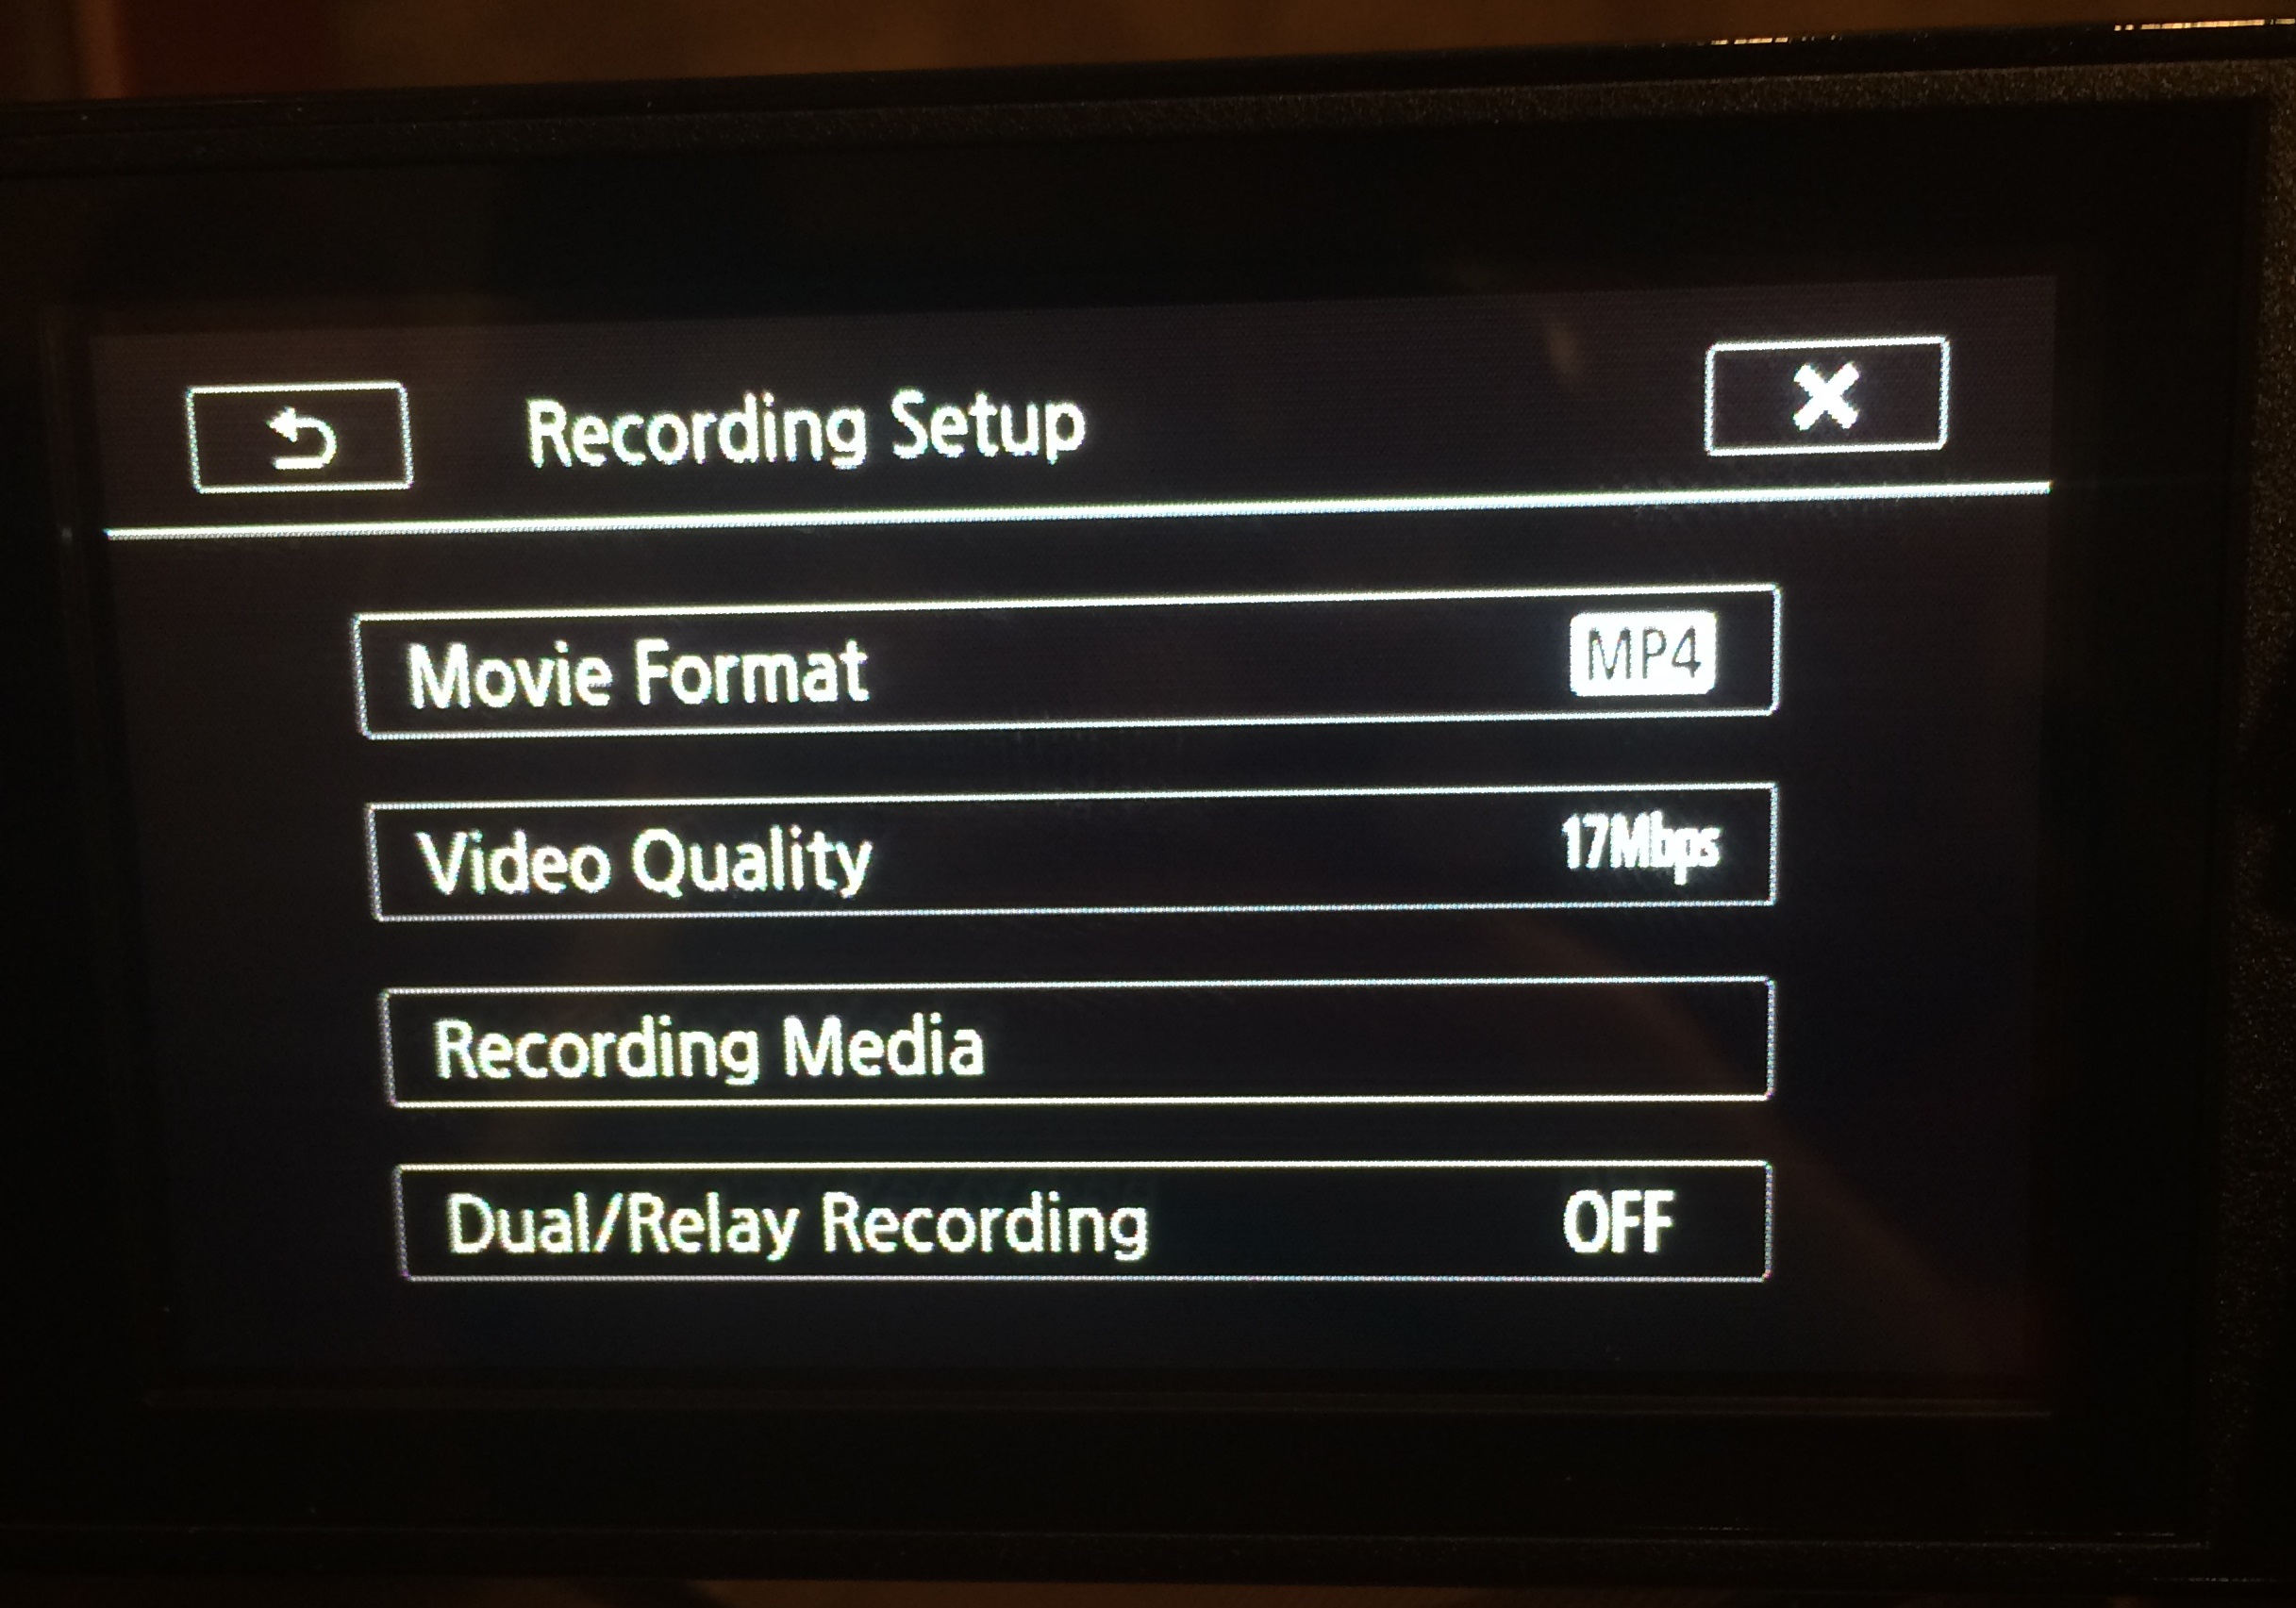 Recording Setup
Movie Format MP4
Video Quality 17Mbps
Recording Media
Dual/Relay Recording OFF